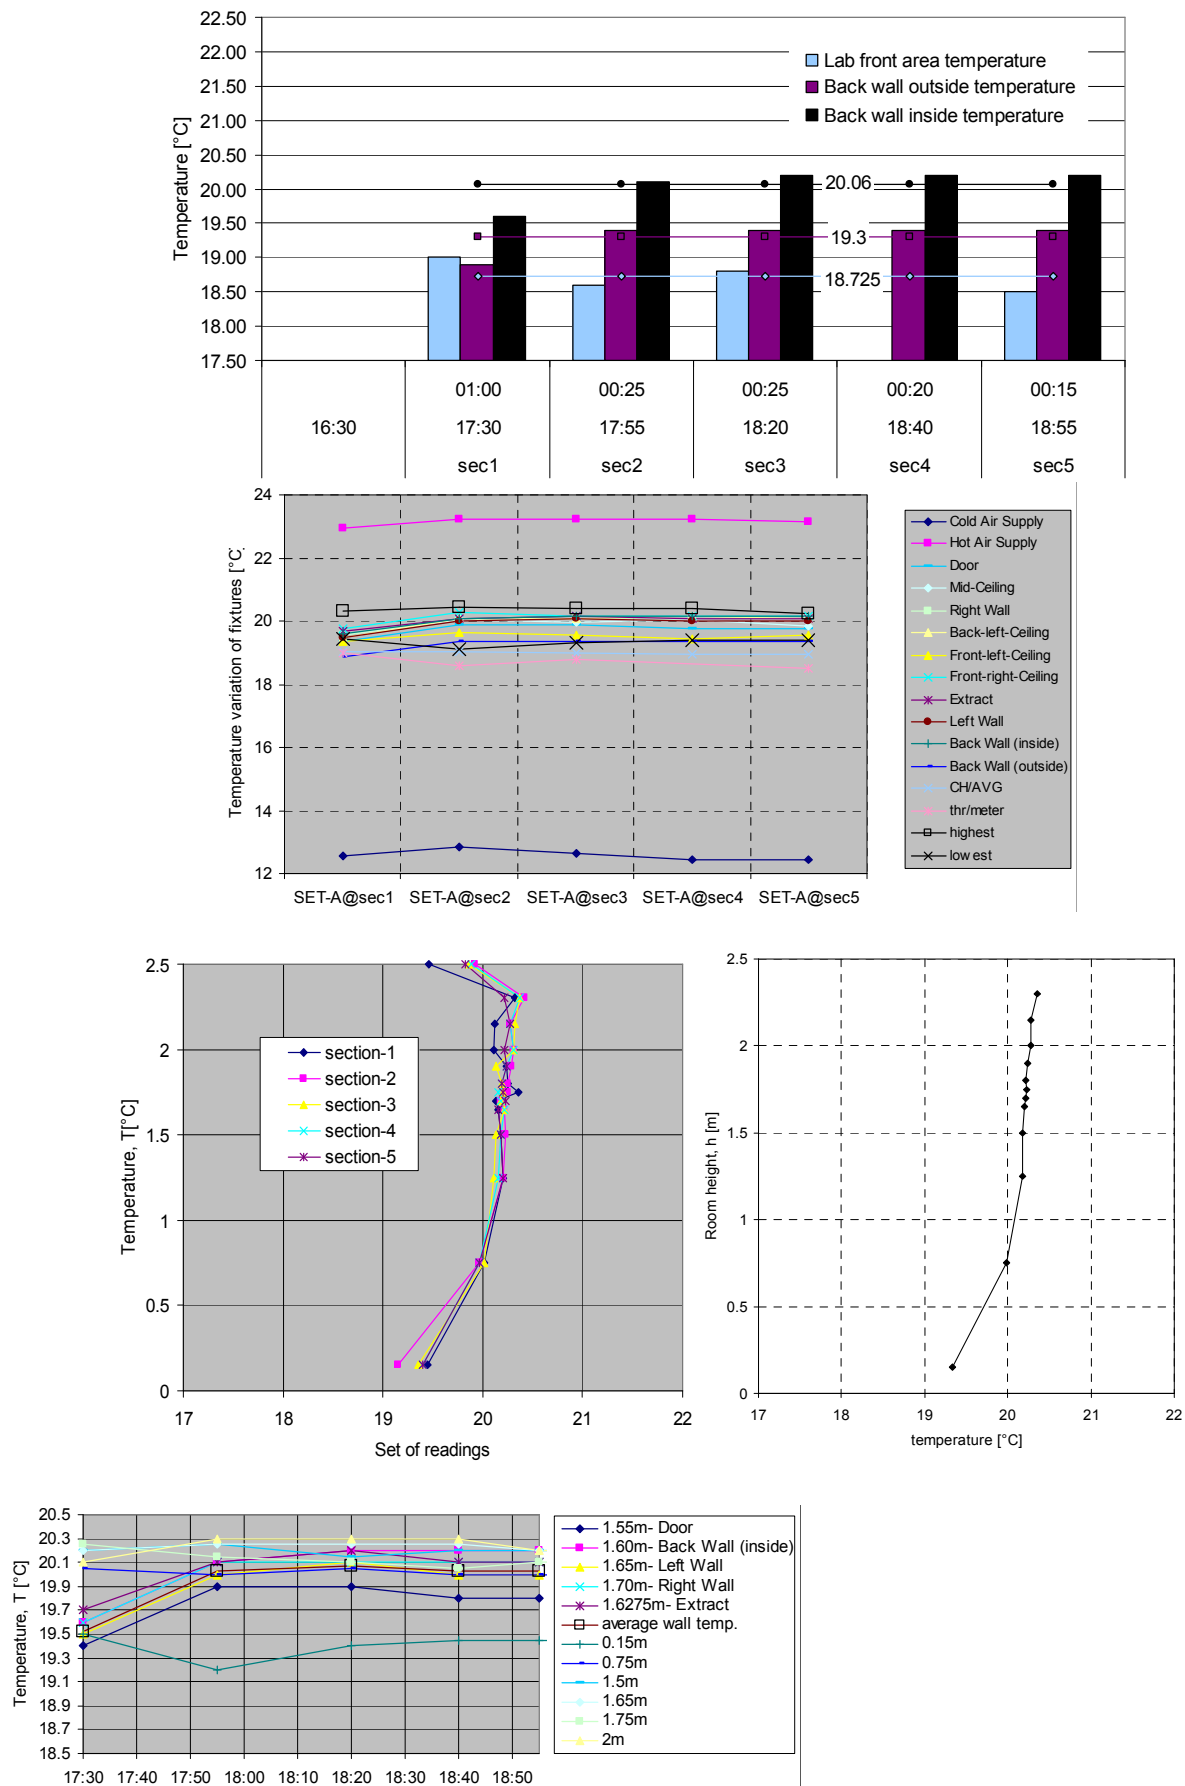 22.50
22.00
21.50
21.00
20.50
20.00
19.50
19.00
18.50
18.00
17.50
Temperature [°C]
Lab front area temperature
Back wall outside temperature
Back wall inside temperature
20.06
19.3
18.725
01:00 00:25 00:25 00:20 00:15
16:30 17:30 17:55 18:20 18:40 18:55
sec1 sec2 sec3 sec4 sec5
24
22
20
18
16
14
12
Temperature variation of fixtures [°C]
SET-A@sec1 SET-A@sec2 SET-A@sec3 SET-A@sec4 SET-A@sec5
Cold Air Supply
Hot Air Supply
Door
Mid-Ceiling
Right Wall
Back-left-Ceiling
Front-left-Ceiling
Front-right-Ceiling
Extract
Left Wall
Back Wall (inside)
Back Wall (outside)
CH/AVG
thr/meter
highest
low est
2.5
2
1.5
1
0.5
0
Temperature, T[°C]
section-1
section-2
section-3
section-4
section-5
17 18 19 20 21 22
Set of readings
2.5
2
1.5
1
0.5
0
Room height, h [m]
17 18 19 20 21 22
temperature [°C]
20.5
20.3
20.1
19.9
19.7
19.5
19.3
19.1
18.9
18.7
18.5
Temperature, T [°C]
17:30 17:40 17:50 18:00 18:10 18:20 18:30 18:40 18:50
1.55m- Door
1.60m- Back Wall (inside)
1.65m- Left Wall
1.70m- Right Wall
1.6275m- Extract
average wall temp.
0.15m
0.75m
1.5m
1.65m
1.75m
2m